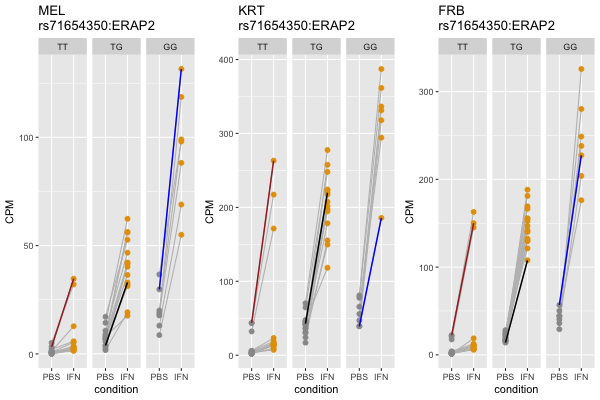 MEL
rs71654350:ERAP2
TT TG GG
CPM
100
50
0
PBS IFN PBS IFN PBS IFN
condition
KRT
rs71654350:ERAP2
TT TG GG
CPM
400
300
200
100
0
PBS IFN PBS IFN PBS IFN
condition
FRB
rs71654350:ERAP2
TT TG GG
CPM
300
200
100
0
PBS IFN PBS IFN PBS IFN
condition